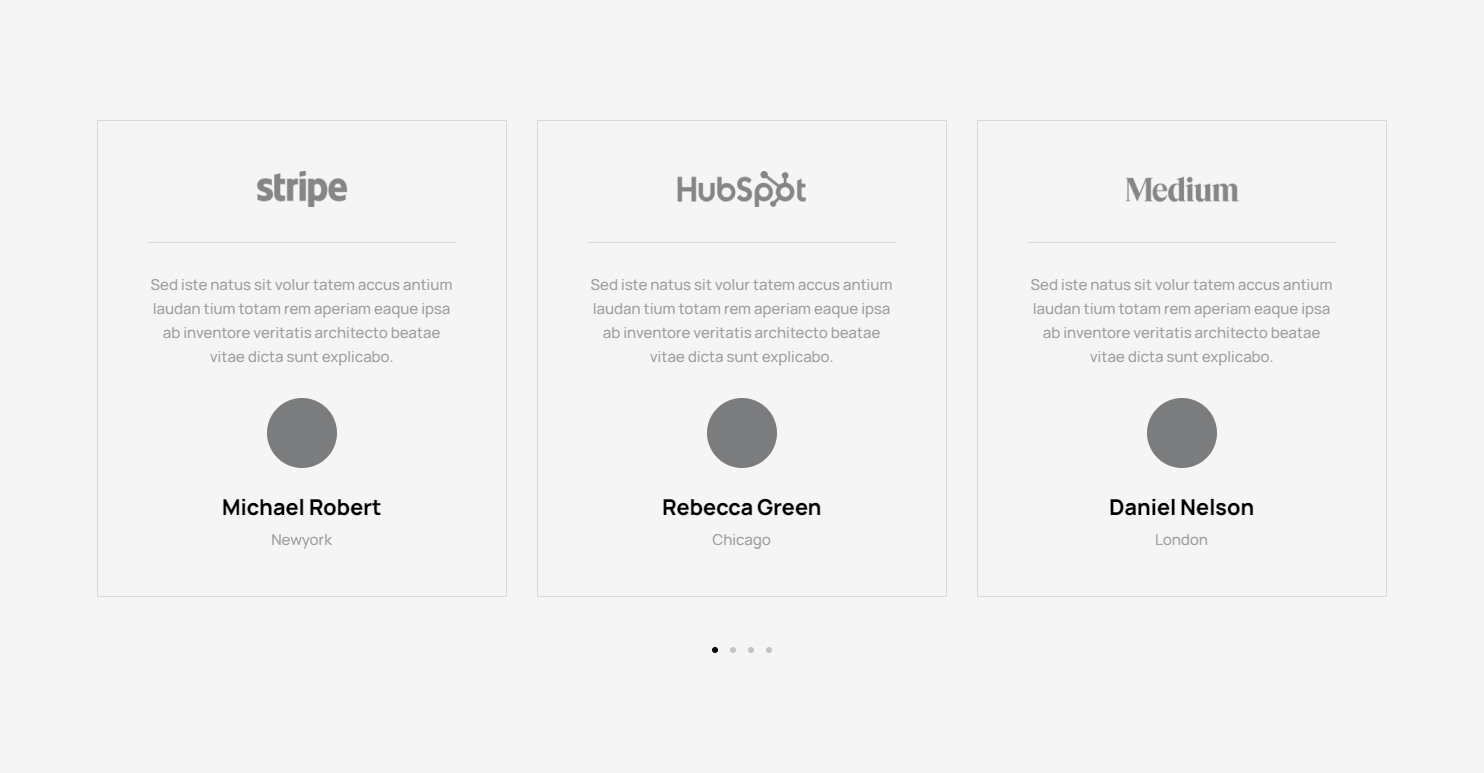 stripe
Sed iste natus sit volur tatem accus antium
laudan tium totam rem aperiam eaque ipsa
ab inventore veritatis architecto beatae
vitae dicta sunt explicabo.
Michael Robert
Newyork
HubSpot
Sed iste natus sit volur tatem accus antium
laudan tium totam rem aperiam eaque ipsa
ab inventore veritatis architecto beatae
vitae dicta sunt explicabo.
Rebecca Green
Chicago
Medium
Sed iste natus sit volur tatem accus antium
laudan tium totam rem aperiam eaque ipsa
ab inventore veritatis architecto beatae
vitae dicta sunt explicabo.
Daniel Nelson
London